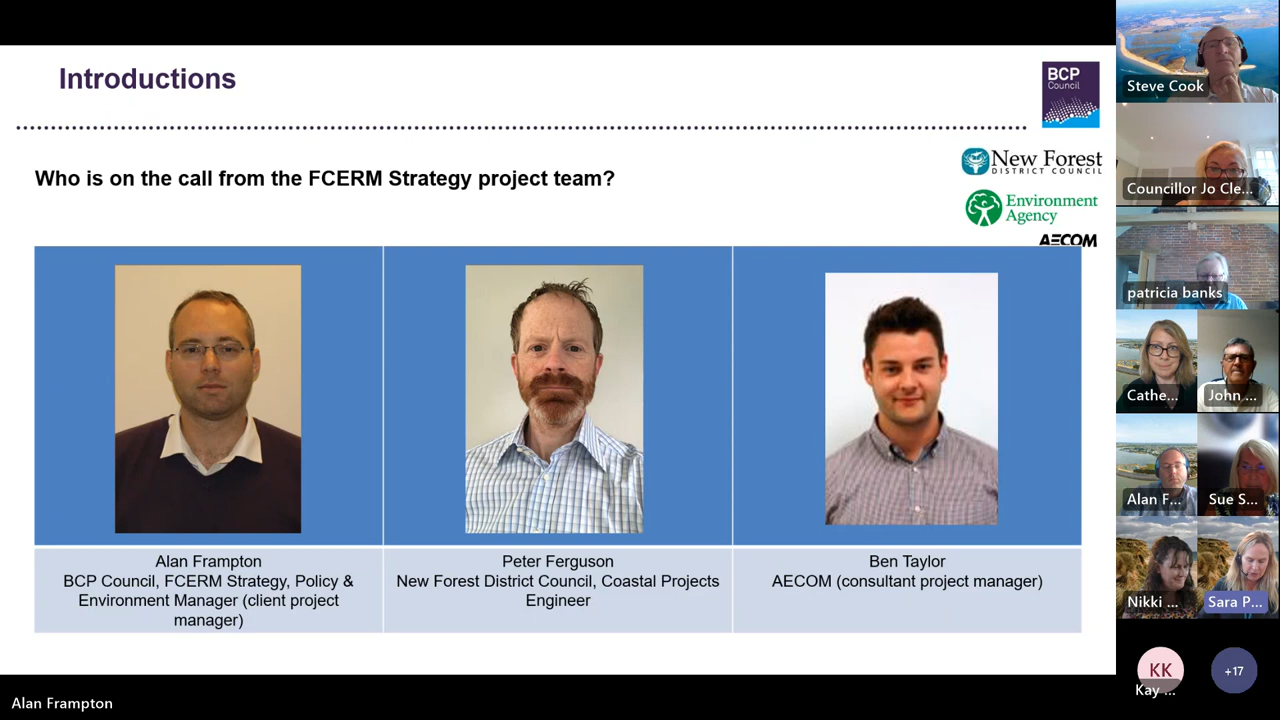 Introductions
BCP
Council
Who is on the call from the FCERM Strategy project team?
New Forest
DISTRICT COUNCIL
Environment
Agency
AECOM
Alan Frampton
BCP Council, FCERM Strategy, Policy &
Environment Manager (client project
manager)
Peter Ferguson
New Forest District Council, Coastal Projects
Engineer
Ben Taylor
AECOM (consultant project manager)
Steve Cook
Councillor Jo Cle...
patricia banks
Cathe...
John ...
Alan F...
Sue S...
Nikki ...
Sara P...
KK
Kay ...
+17
Alan Frampton